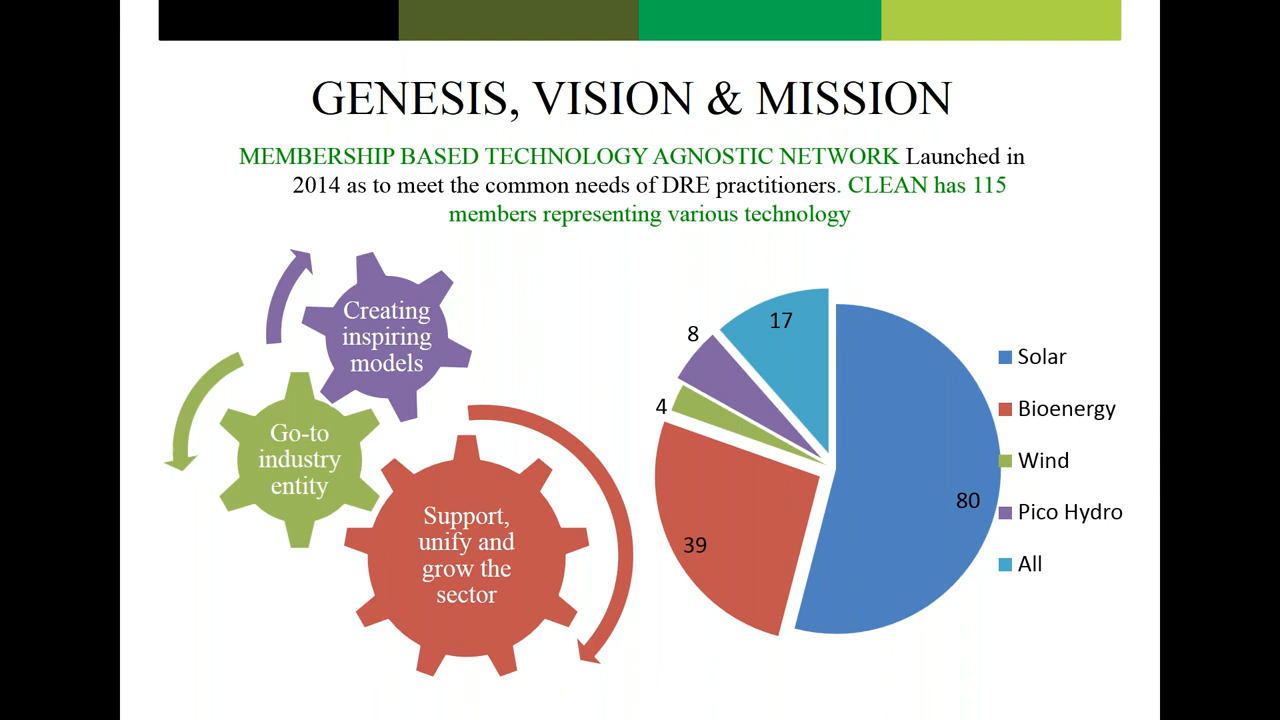 GENESIS, VISION & MISSION
MEMBERSHIP BASED TECHNOLOGY AGNOSTIC NETWORK Launched in
2014 as to meet the common needs of DRE practitioners. CLEAN has 115
members representing various technology
Creating
inspiring
models
Go-to
industry
entity
Support,
unify and
grow the
sector
17
8
4
39
80
Solar
Bioenergy
Wind
Pico Hydro
All